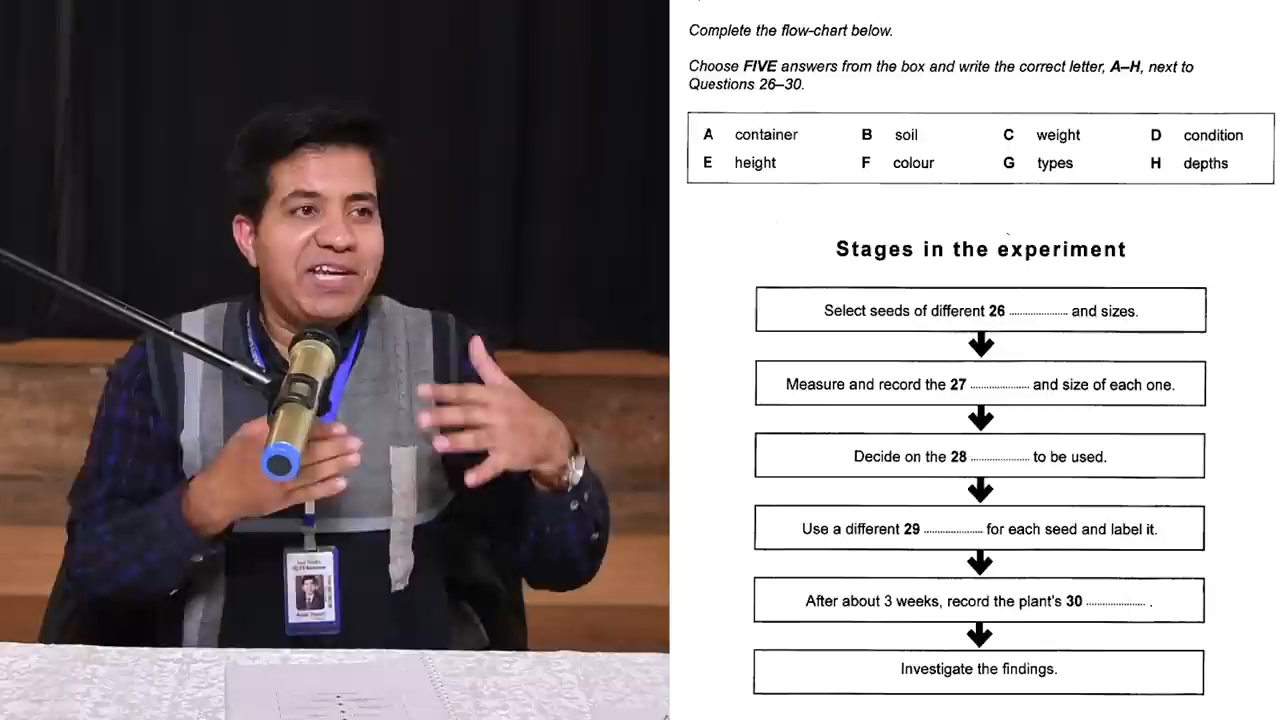 Complete the flow-chart below.
Choose FIVE answers from the box and write the correct letter, A–H, next to
Questions 26–30.
A container B soil C weight D condition
E height F colour G types H depths
Stages in the experiment
Select seeds of different 26 .................... and sizes.
Measure and record the 27 .................... and size of each one.
Decide on the 28 .................... to be used.
Use a different 29 .................... for each seed and label it.
After about 3 weeks, record the plant's 30 .................... .
Investigate the findings.